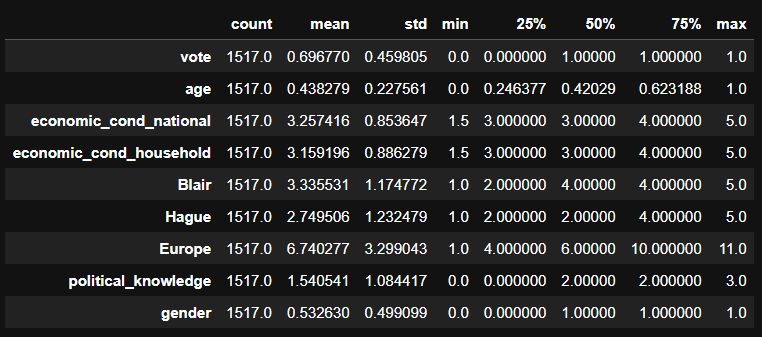 count mean std min 25% 50% 75% max
vote 1517.0 0.696770 0.459805 0.0 0.000000 1.00000 1.000000 1.0
age 1517.0 0.438279 0.227561 0.0 0.246377 0.42029 0.623188 1.0
economic_cond_national 1517.0 3.257416 0.853647 1.5 3.000000 3.00000 4.000000 5.0
economic_cond_household 1517.0 3.159196 0.886279 1.5 3.000000 3.00000 4.000000 5.0
Blair 1517.0 3.335531 1.174772 1.0 2.000000 4.00000 4.000000 5.0
Hague 1517.0 2.749506 1.232479 1.0 2.000000 2.00000 4.000000 5.0
Europe 1517.0 6.740277 3.299043 1.0 4.000000 6.00000 10.000000 11.0
political_knowledge 1517.0 1.540541 1.084417 0.0 0.000000 2.00000 2.000000 3.0
gender 1517.0 0.532630 0.499099 0.0 0.000000 1.00000 1.000000 1.0